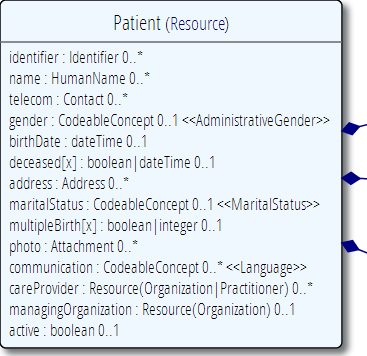 Patient (Resource)
identifier : Identifier 0..*
name : HumanName 0..*
telecom : Contact 0..*
gender : CodeableConcept 0..1 <<AdministrativeGender>>
birthDate : dateTime 0..1
deceased[x] : boolean|dateTime 0..1
address : Address 0..*
maritalStatus : CodeableConcept 0..1 <<MaritalStatus>>
multipleBirth[x] : boolean|integer 0..1
photo : Attachment 0..*
communication : CodeableConcept 0..* <<Language>>
careProvider : Resource(Organization|Practitioner) 0..*
managingOrganization : Resource(Organization) 0..1
active : boolean 0..1